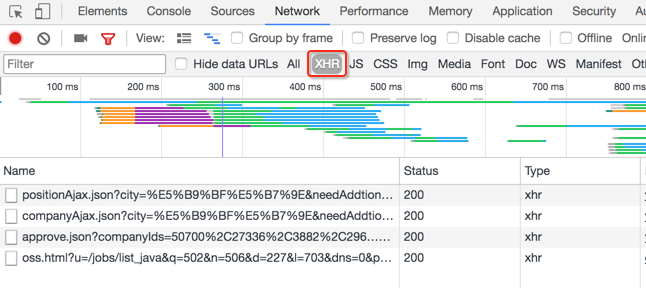 Elements Console Sources Network Performance Memory Application Security Au
View: Group by frame Preserve log Disable cache Offline Onlin
Filter Hide data URLs All XHR JS CSS Img Media Font Doc WS Manifest Ot
100 ms 200 ms 300 ms 400 ms 500 ms 600 ms 700 ms 800 ms
Name Status Type
positionAjax.json?city=%E5%B9%BF%E5%B7%9E&needAddtion... 200 xhr
companyAjax.json?city=%E5%B9%BF%E5%B7%9E&needAddtio... 200 xhr
approve.json?companyIds=50700%2C27336%2C3882%2C296...... 200 xhr
oss.html?u=/jobs/list_java&q=502&n=506&d=227&l=703&dns=0&p... 200 xhr